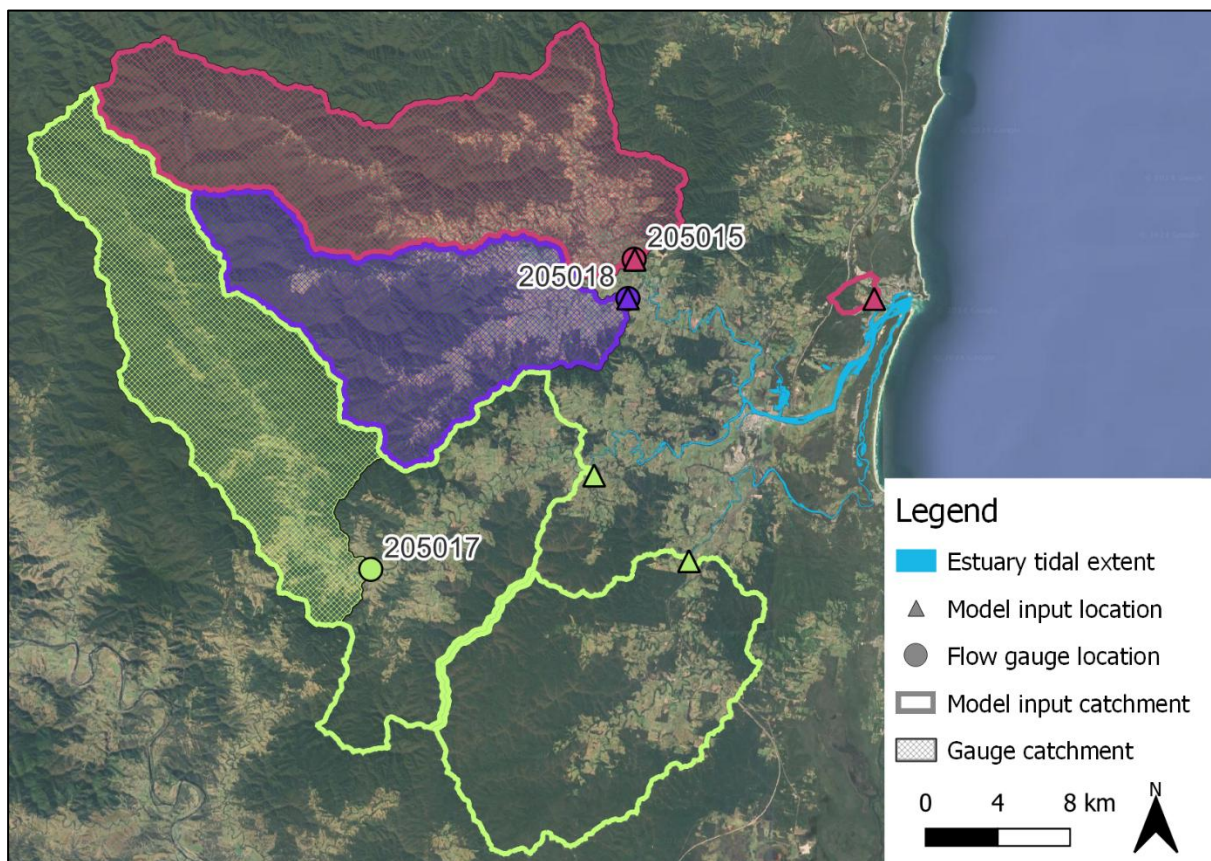 205015
205018
205017
Legend
Estuary tidal extent
Model input location
Flow gauge location
Model input catchment
Gauge catchment
0 4 8 km
N